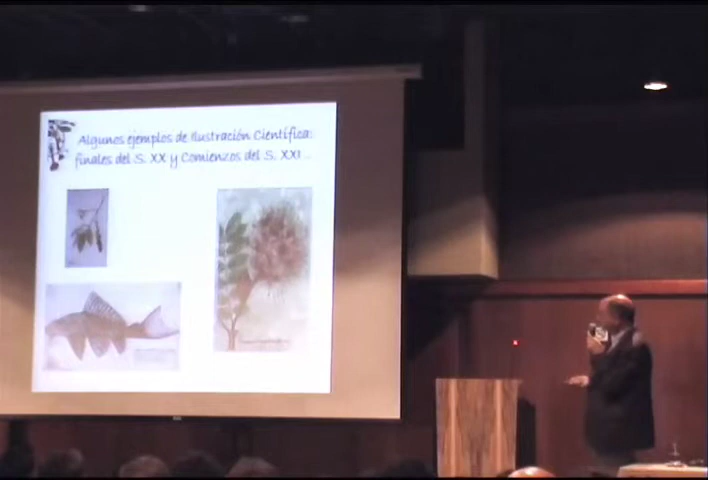 Algunos ejemplos de Ilustración Científica:
finales del S. XX y Comienzos del S. XXI ...